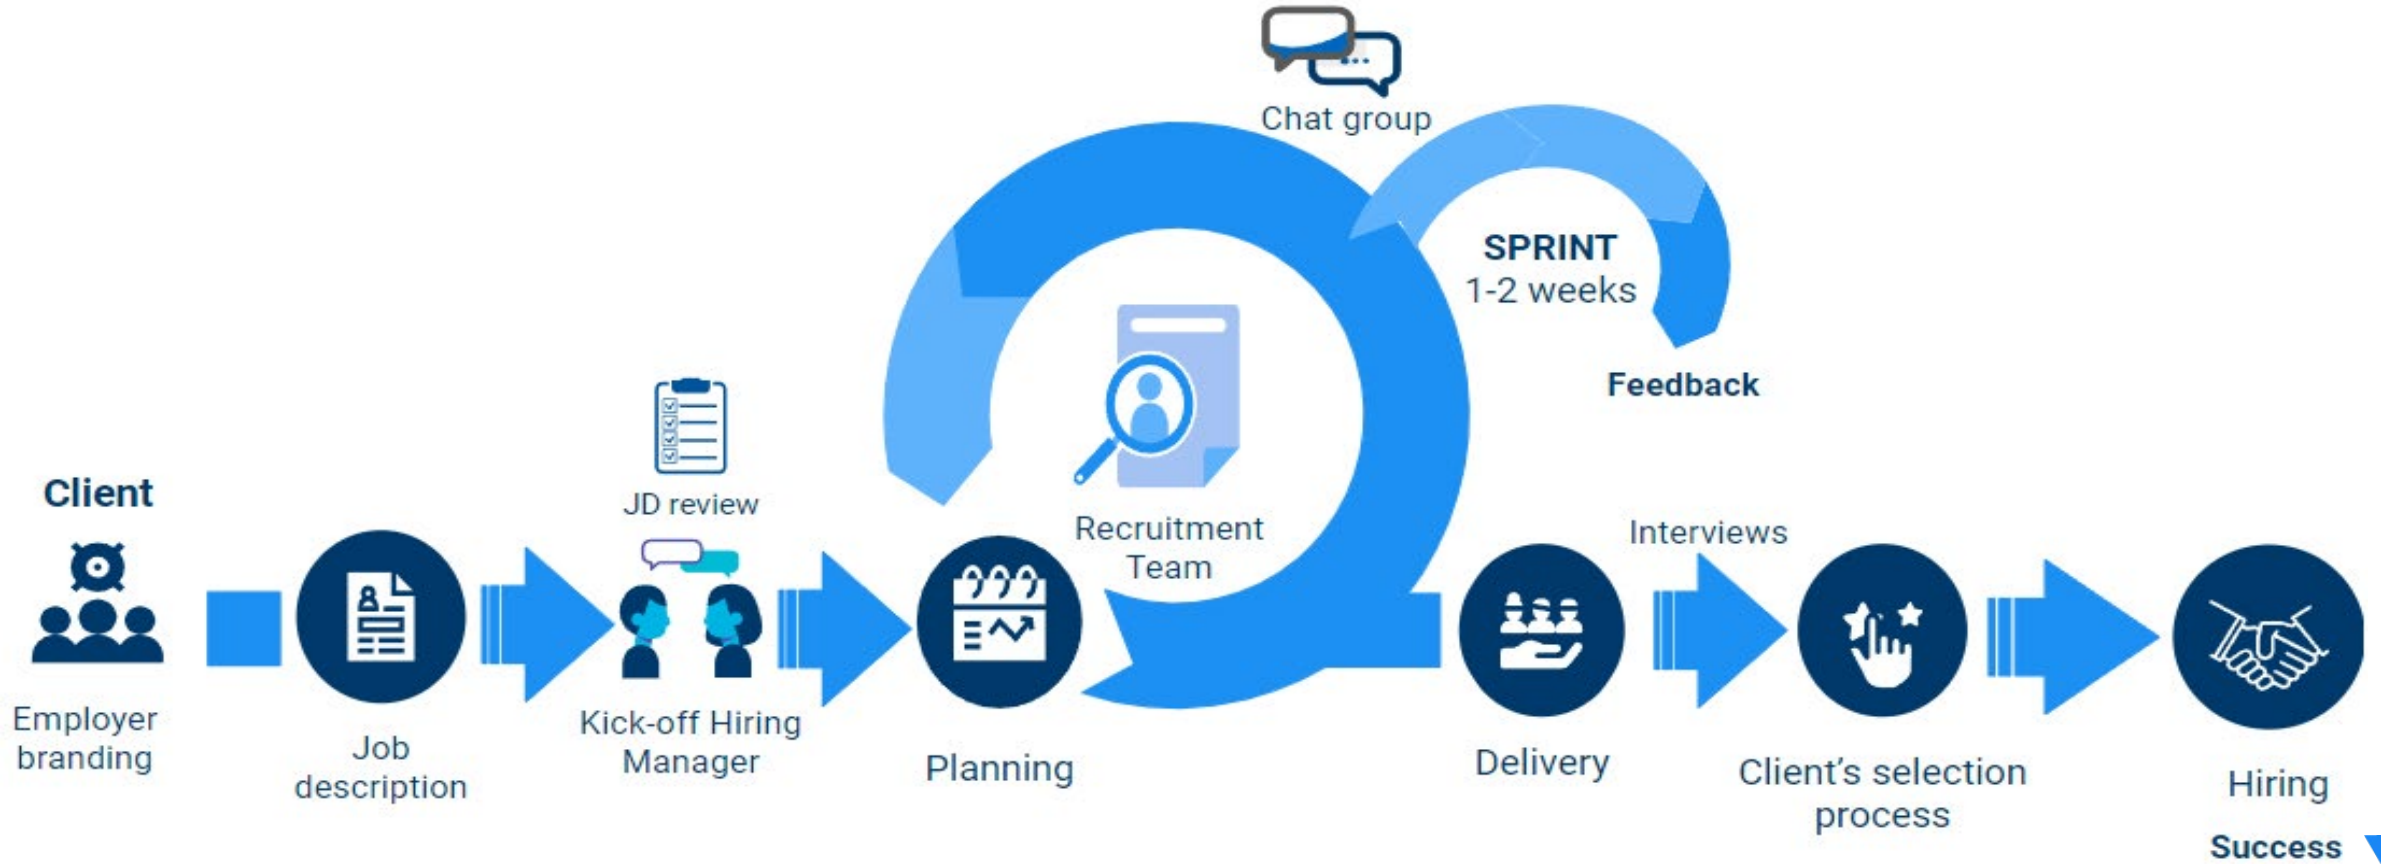 Chat group
SPRINT
1-2 weeks
Feedback
Client
JD review
Recruitment
Team
Interviews
Employer
branding
Job
description
Kick-off Hiring
Manager
Planning
Delivery
Client's selection
process
Hiring
Success